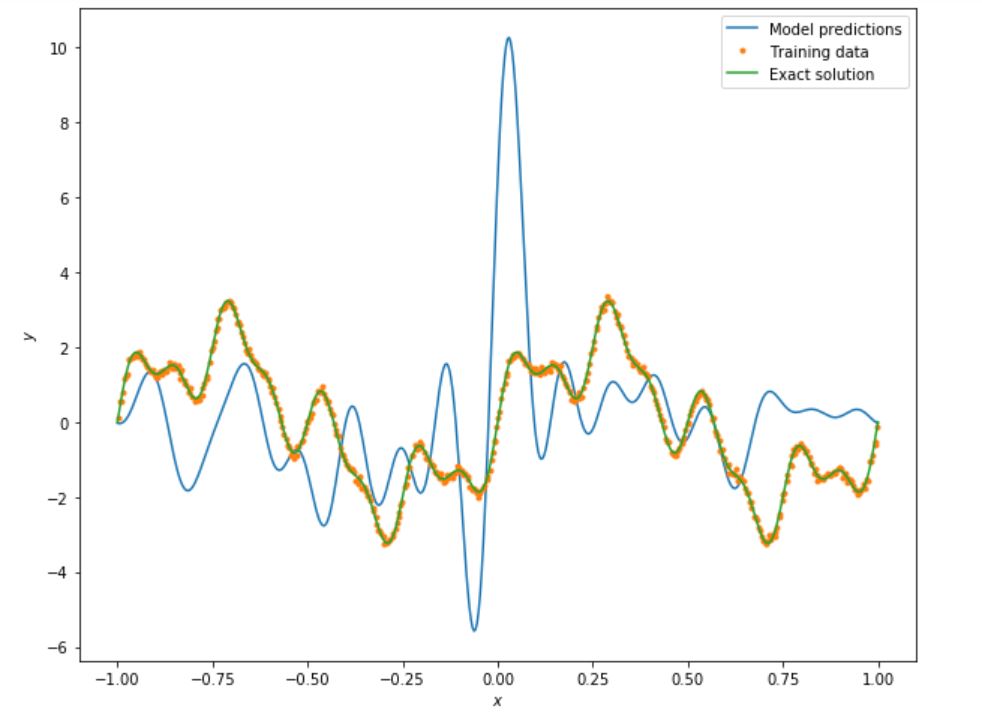 Model predictions
Training data
Exact solution
10
8
6
4
2
0
−2
−4
−6
y
−1.00 −0.75 −0.50 −0.25 0.00 0.25 0.50 0.75 1.00
x